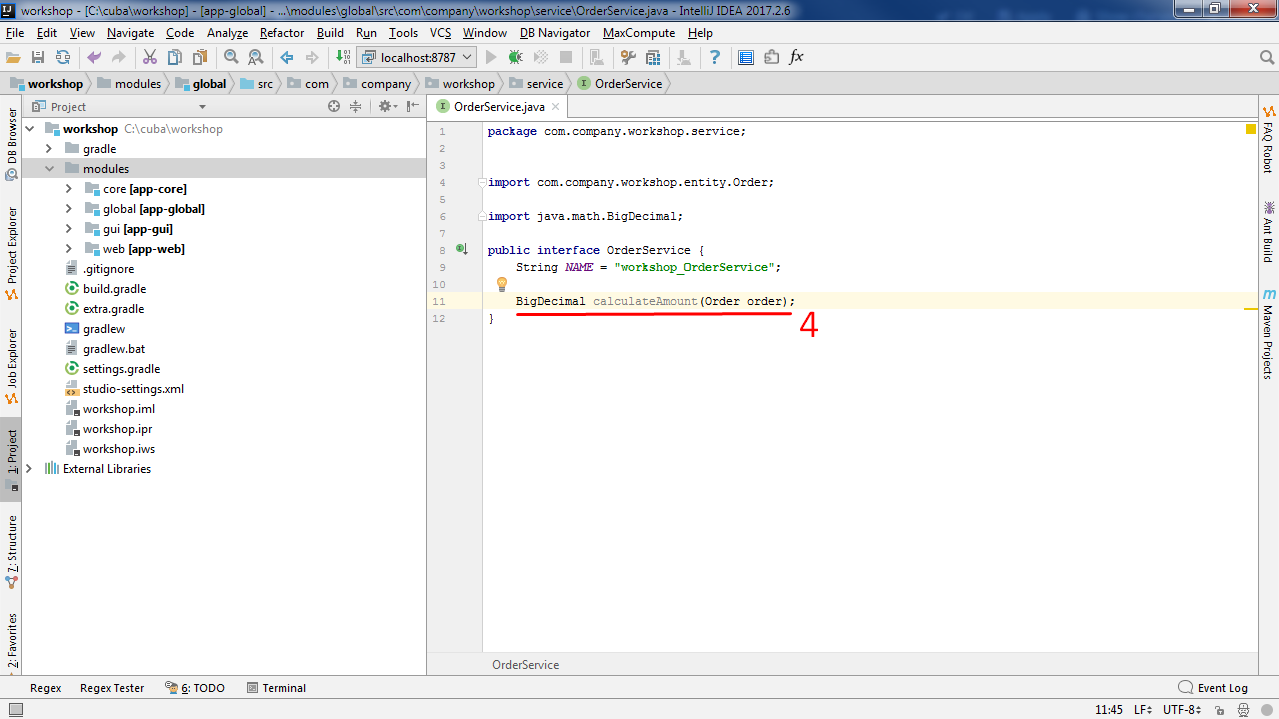 workshop - [C:\cuba\workshop] - [app-global] - ...\modules\global\src\com\company\workshop\service\OrderService.java - IntelliJ IDEA 2017.2.6
File Edit View Navigate Code Analyze Refactor Build Run Tools VCS Window DB Navigator MaxCompute Help
localhost:8787
workshop modules global src com company workshop service OrderService
Project
OrderService.java
workshop C:\cuba\workshop
gradle
modules
core [app-core]
global [app-global]
gui [app-gui]
web [app-web]
.gitignore
build.gradle
extra.gradle
gradlew
gradlew.bat
settings.gradle
studio-settings.xml
workshop.iml
workshop.ipr
workshop.iws
External Libraries
DB Browser
Project Explorer
Job Explorer
1: Project
7: Structure
2: Favorites
1 package com.company.workshop.service;
2
3
4 import com.company.workshop.entity.Order;
5
6 import java.math.BigDecimal;
7
8 public interface OrderService {
9 String NAME = "workshop_OrderService";
10
11 BigDecimal calculateAmount(Order order);
12 }
4
OrderService
FAQ Robot
Ant Build
Maven Projects
Regex Regex Tester 6: TODO Terminal Event Log
11:45 LF UTF-8